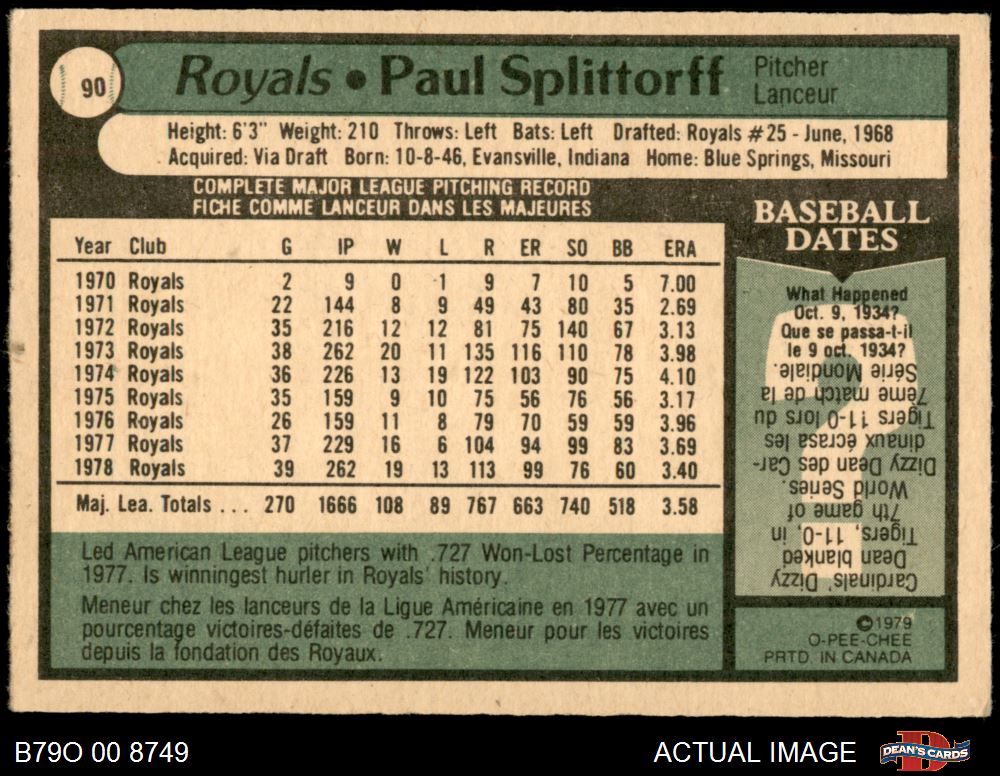 90
Royals • Paul Splittorff
Pitcher
Lanceur
Height: 6'3" Weight: 210 Throws: Left Bats: Left Drafted: Royals #25 - June, 1968
Acquired: Via Draft Born: 10-8-46, Evansville, Indiana Home: Blue Springs, Missouri
COMPLETE MAJOR LEAGUE PITCHING RECORD
FICHE COMME LANCEUR DANS LES MAJEURES
Year Club G IP W L R ER SO BB ERA
1970 Royals 2 9 0 1 9 7 10 5 7.00
1971 Royals 22 144 8 9 49 43 80 35 2.69
1972 Royals 35 216 12 12 81 75 140 67 3.13
1973 Royals 38 262 20 11 135 116 110 78 3.98
1974 Royals 36 226 13 19 122 103 90 75 4.10
1975 Royals 35 159 9 10 75 56 76 56 3.17
1976 Royals 26 159 11 8 79 70 59 59 3.96
1977 Royals 37 229 16 6 104 94 99 83 3.69
1978 Royals 39 262 19 13 113 99 76 60 3.40
Maj. Lea. Totals ... 270 1666 108 89 767 663 740 518 3.58
Led American League pitchers with .727 Won-Lost Percentage in
1977. Is winningest hurler in Royals' history.
Meneur chez les lanceurs de la Ligue Américaine en 1977 avec un
pourcentage victoires-défaites de .727. Meneur pour les victoires
depuis la fondation des Royaux.
BASEBALL
DATES
What Happened
Oct. 9, 1934?
Que se passa-t-il
le 9 oct. 1934?
Cardinals' Dizzy
Dean blanked
Tigers, 11-0, in
7th game of
World Series.
Dizzy Dean des Car-
dinaux écrasa les
Tigers 11-0 lors du
7ème match de la
Série Mondiale.
©1979
O-PEE-CHEE
PRTD. IN CANADA
B79O 00 8749
ACTUAL IMAGE
D
DEAN'S CARDS